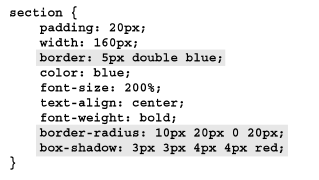 section {
    padding: 20px;
    width: 160px;
    border: 5px double blue;
    color: blue;
    font-size: 200%;
    text-align: center;
    font-weight: bold;
    border-radius: 10px 20px 0 20px;
    box-shadow: 3px 3px 4px 4px red;
}